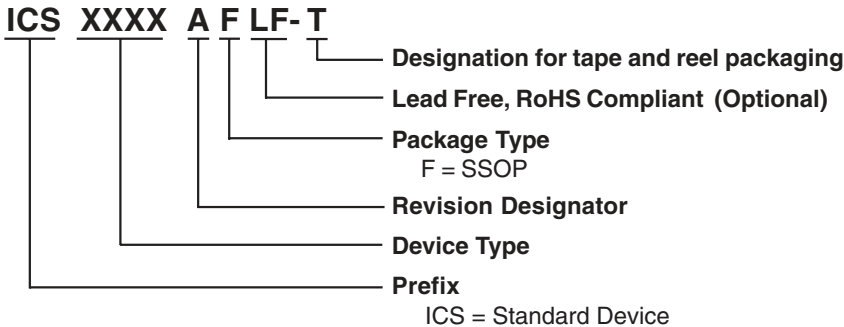 ICS XXXX A F LF- T
Designation for tape and reel packaging
Lead Free, RoHS Compliant (Optional)
Package Type
F = SSOP
Revision Designator
Device Type
Prefix
ICS = Standard Device